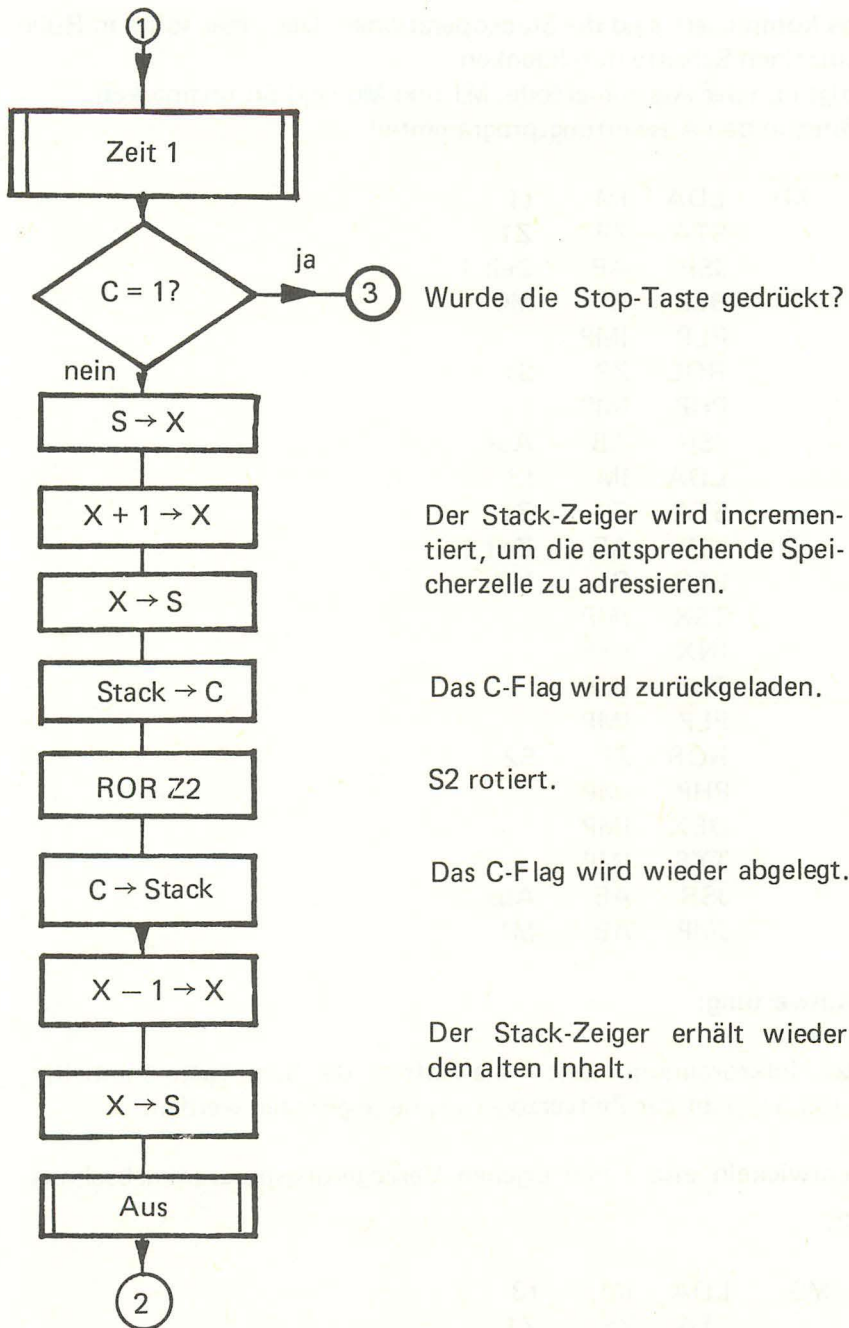 1
Zeit 1
C = 1?
ja
3
Wurde die Stop-Taste gedrückt?
nein
S → X
X + 1 → X
Der Stack-Zeiger wird incremen-
tiert, um die entsprechende Spei-
cherzelle zu adressieren.
X → S
Stack → C
Das C-Flag wird zurückgeladen.
ROR Z2
S2 rotiert.
C → Stack
Das C-Flag wird wieder abgelegt.
X – 1 → X
Der Stack-Zeiger erhält wieder
den alten Inhalt.
X → S
Aus
2